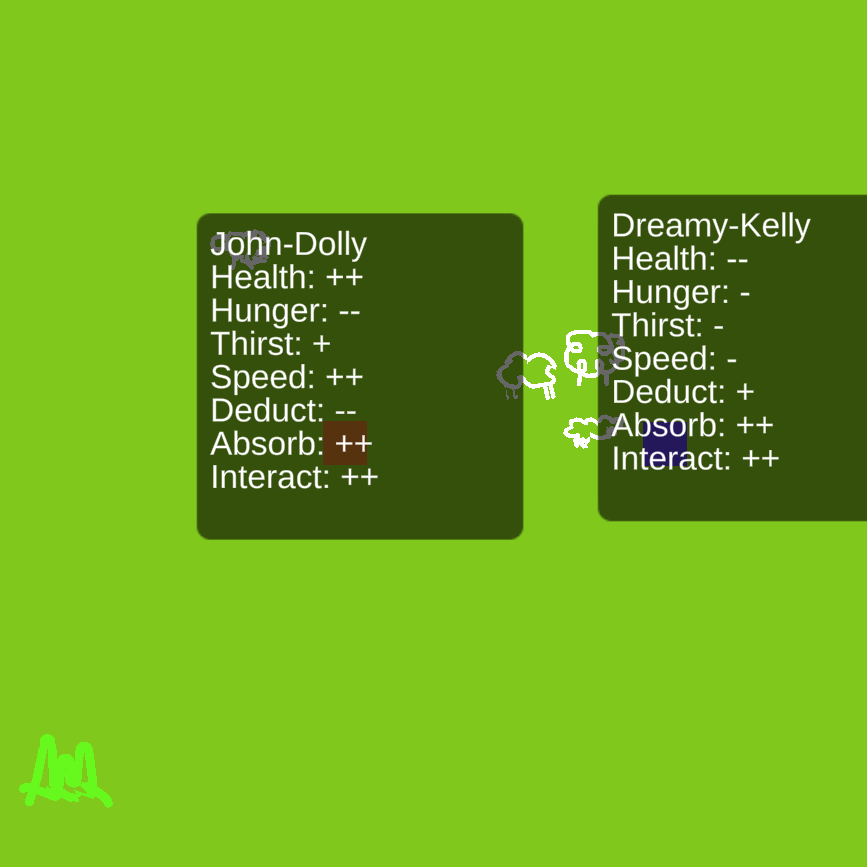 John-Dolly
Health: ++
Hunger: --
Thirst: +
Speed: ++
Deduct: --
Absorb: ++
Interact: ++
Dreamy-Kelly
Health: --
Hunger: -
Thirst: -
Speed: -
Deduct: +
Absorb: ++
Interact: ++